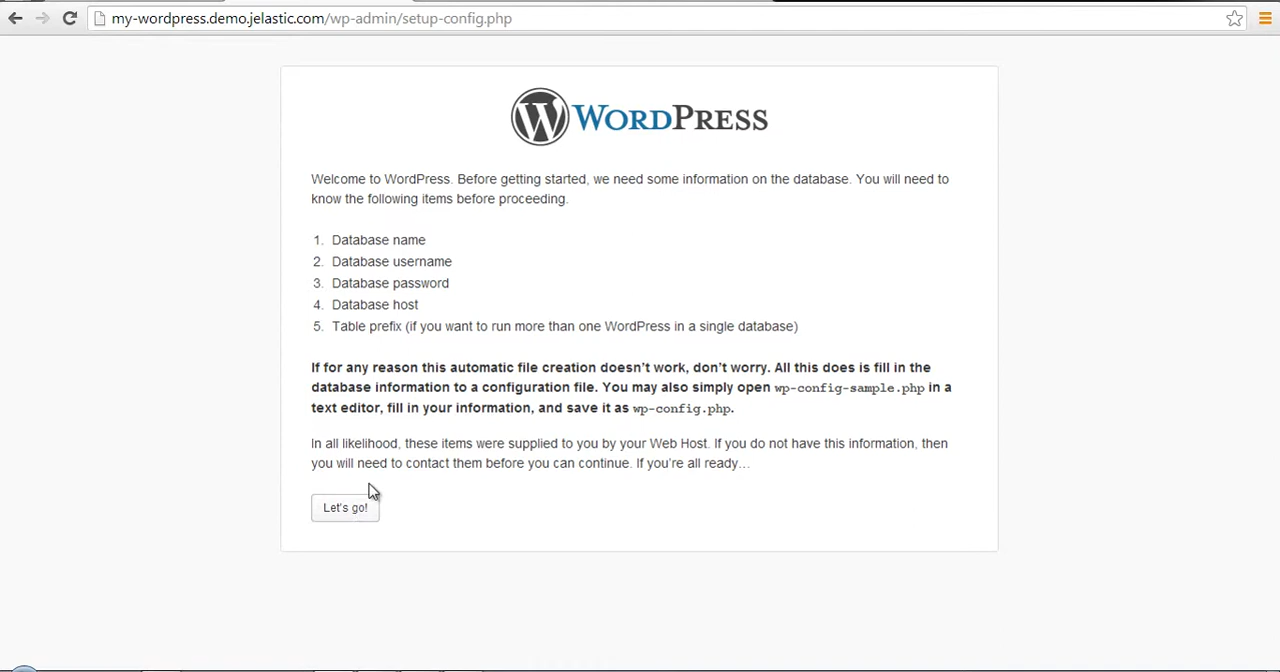 my-wordpress.demo.jelastic.com/wp-admin/setup-config.php
W WORDPRESS
Welcome to WordPress. Before getting started, we need some information on the database. You will need to
know the following items before proceeding.
1. Database name
2. Database username
3. Database password
4. Database host
5. Table prefix (if you want to run more than one WordPress in a single database)
If for any reason this automatic file creation doesn’t work, don’t worry. All this does is fill in the
database information to a configuration file. You may also simply open wp-config-sample.php in a
text editor, fill in your information, and save it as wp-config.php.
In all likelihood, these items were supplied to you by your Web Host. If you do not have this information, then
you will need to contact them before you can continue. If you’re all ready…
Let’s go!